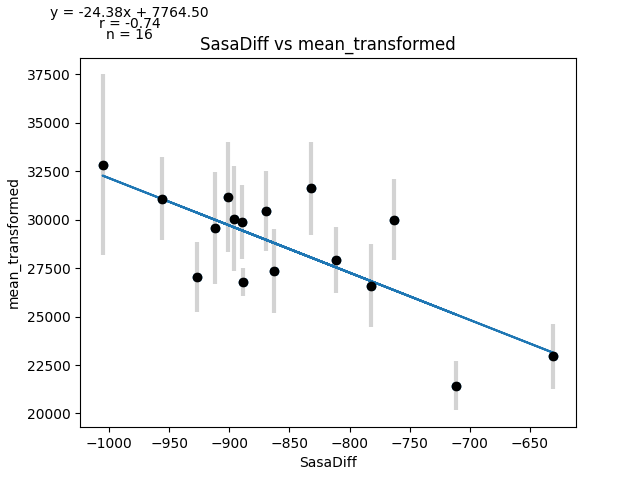 y = -24.38x + 7764.50
r = -0.74
n = 16
SasaDiff vs mean_transformed
37500
35000
32500
30000
27500
25000
22500
20000
mean_transformed
−1000 −950 −900 −850 −800 −750 −700 −650
SasaDiff